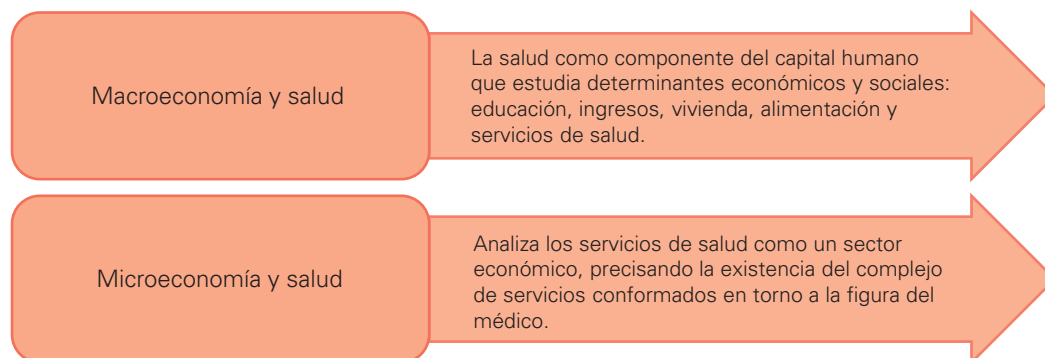 Macroeconomía y salud
La salud como componente del capital humano
que estudia determinantes económicos y sociales:
educación, ingresos, vivienda, alimentación y
servicios de salud.
Microeconomía y salud
Analiza los servicios de salud como un sector
económico, precisando la existencia del complejo
de servicios conformados en torno a la figura del
médico.